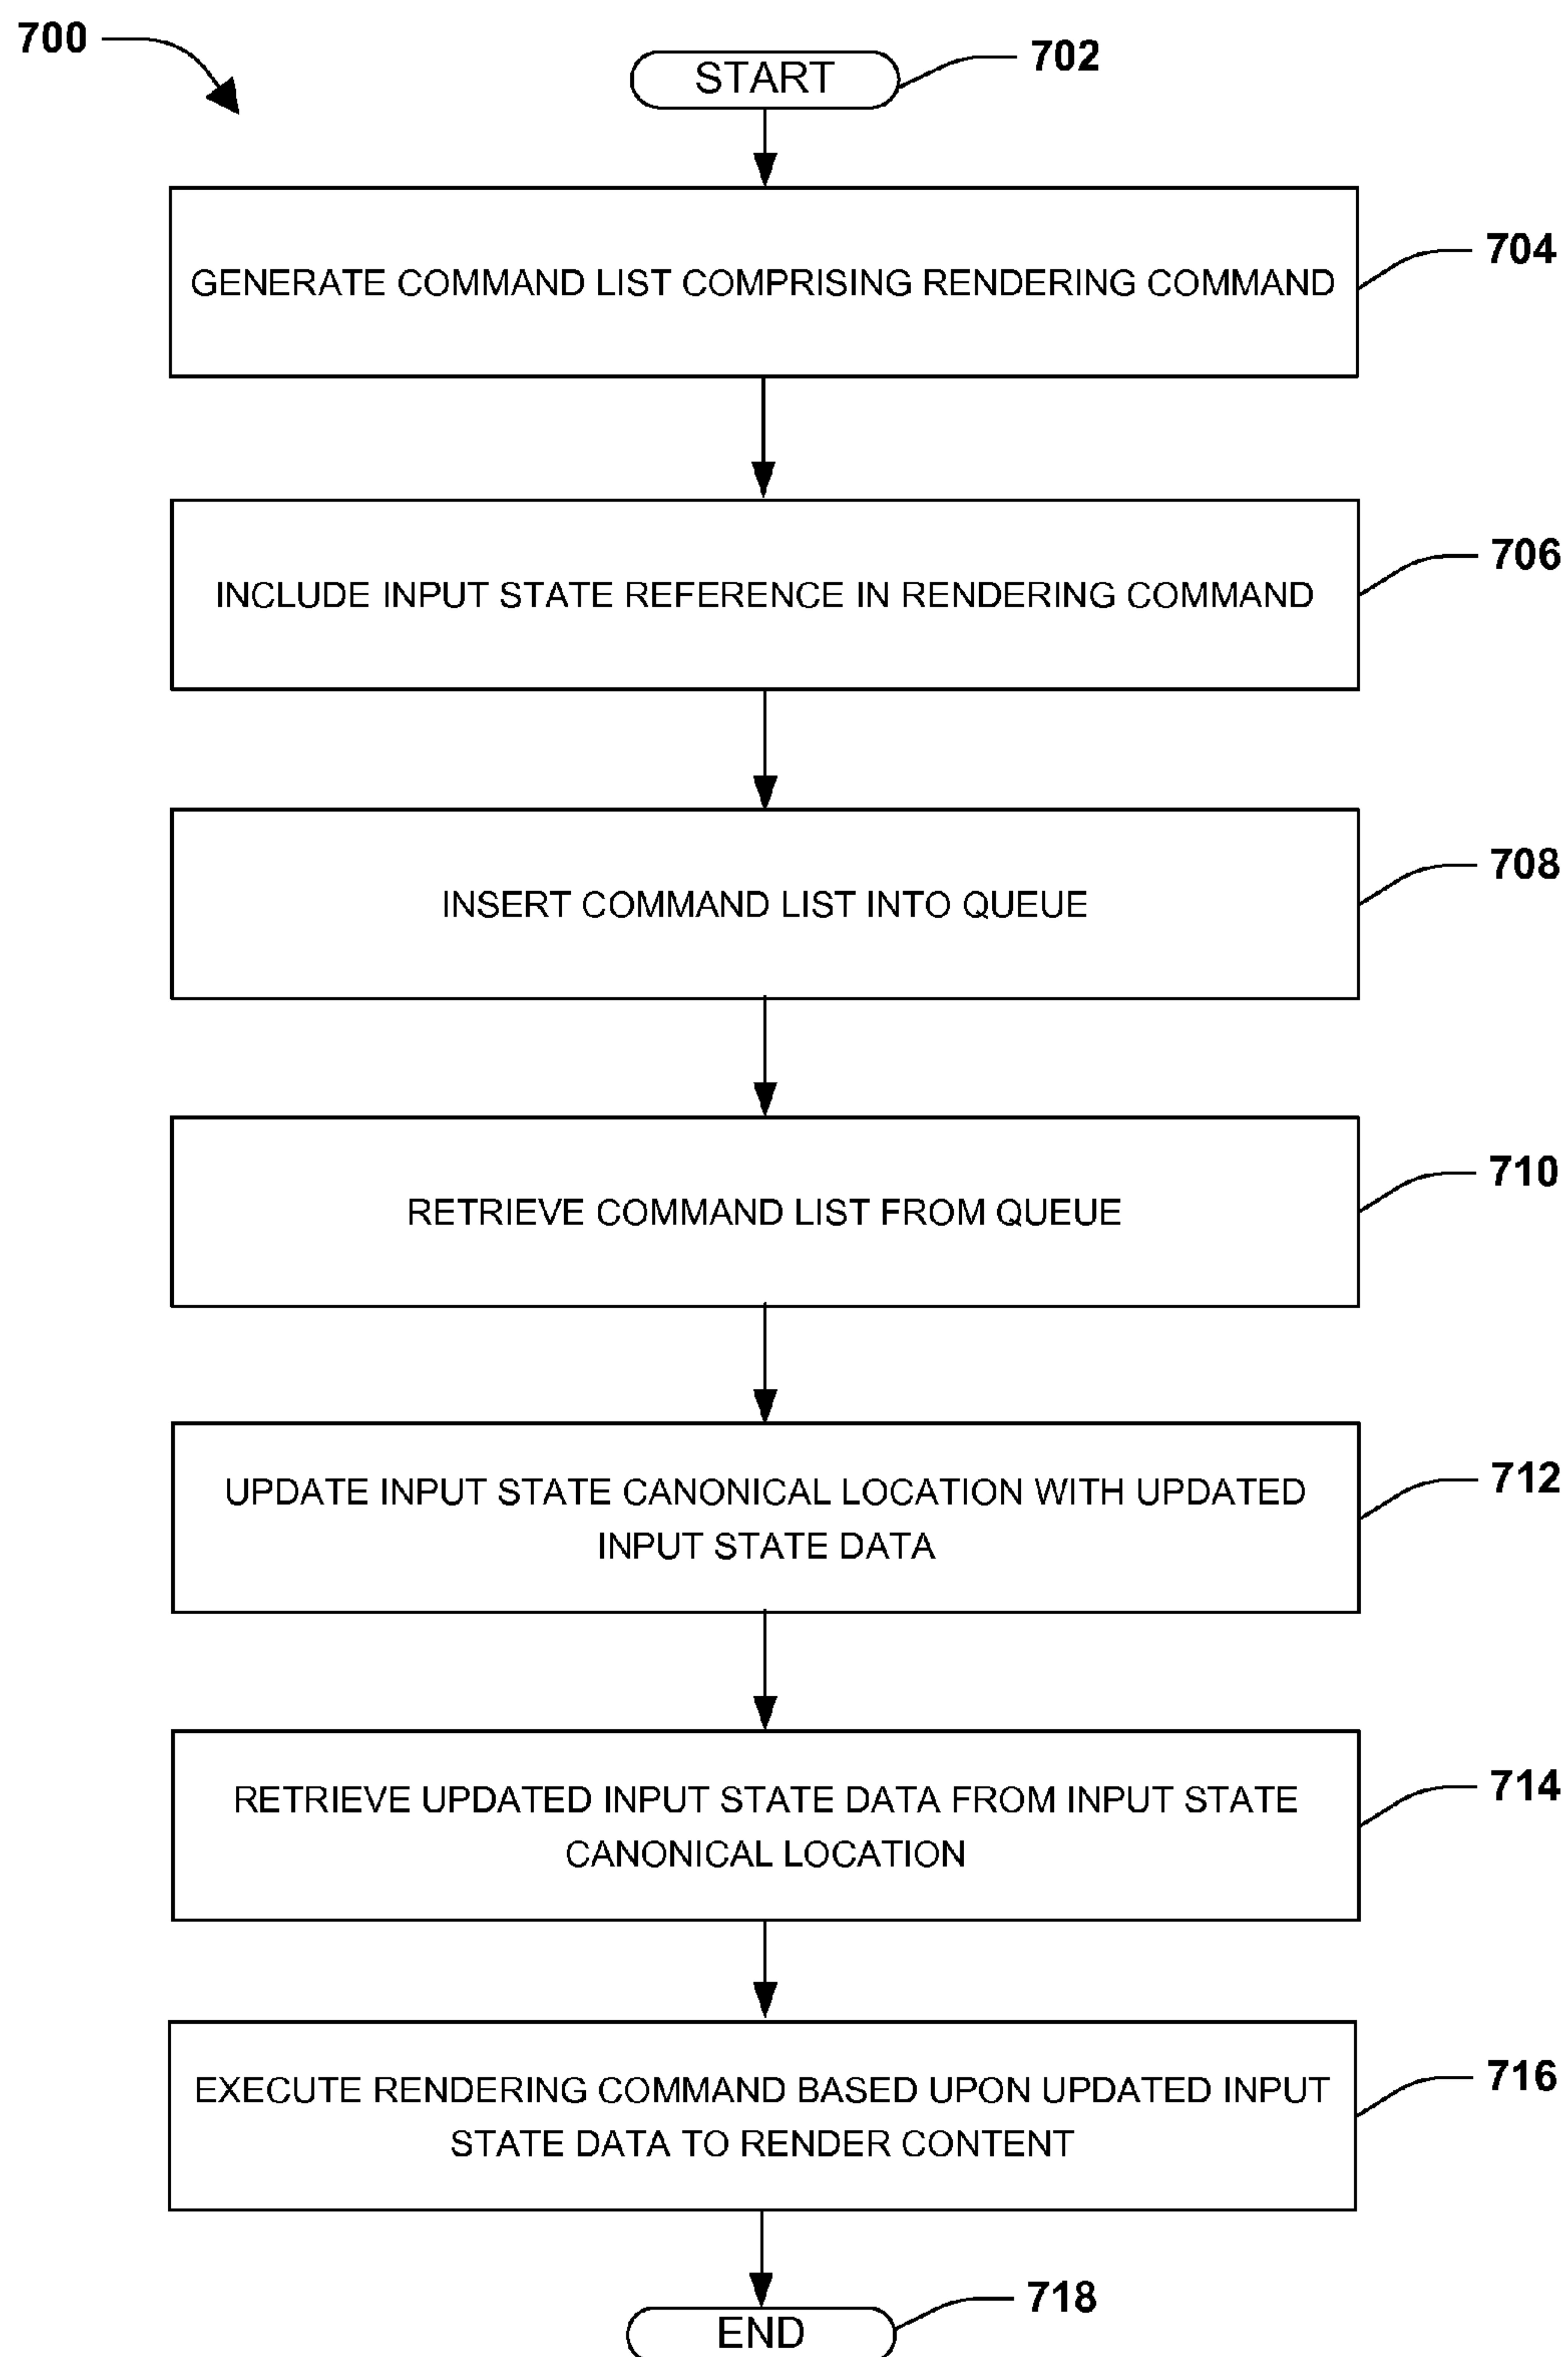 700
START
702
GENERATE COMMAND LIST COMPRISING RENDERING COMMAND
704
INCLUDE INPUT STATE REFERENCE IN RENDERING COMMAND
706
INSERT COMMAND LIST INTO QUEUE
708
RETRIEVE COMMAND LIST FROM QUEUE
710
UPDATE INPUT STATE CANONICAL LOCATION WITH UPDATED
INPUT STATE DATA
712
RETRIEVE UPDATED INPUT STATE DATA FROM INPUT STATE
CANONICAL LOCATION
714
EXECUTE RENDERING COMMAND BASED UPON UPDATED INPUT
STATE DATA TO RENDER CONTENT
716
END
718